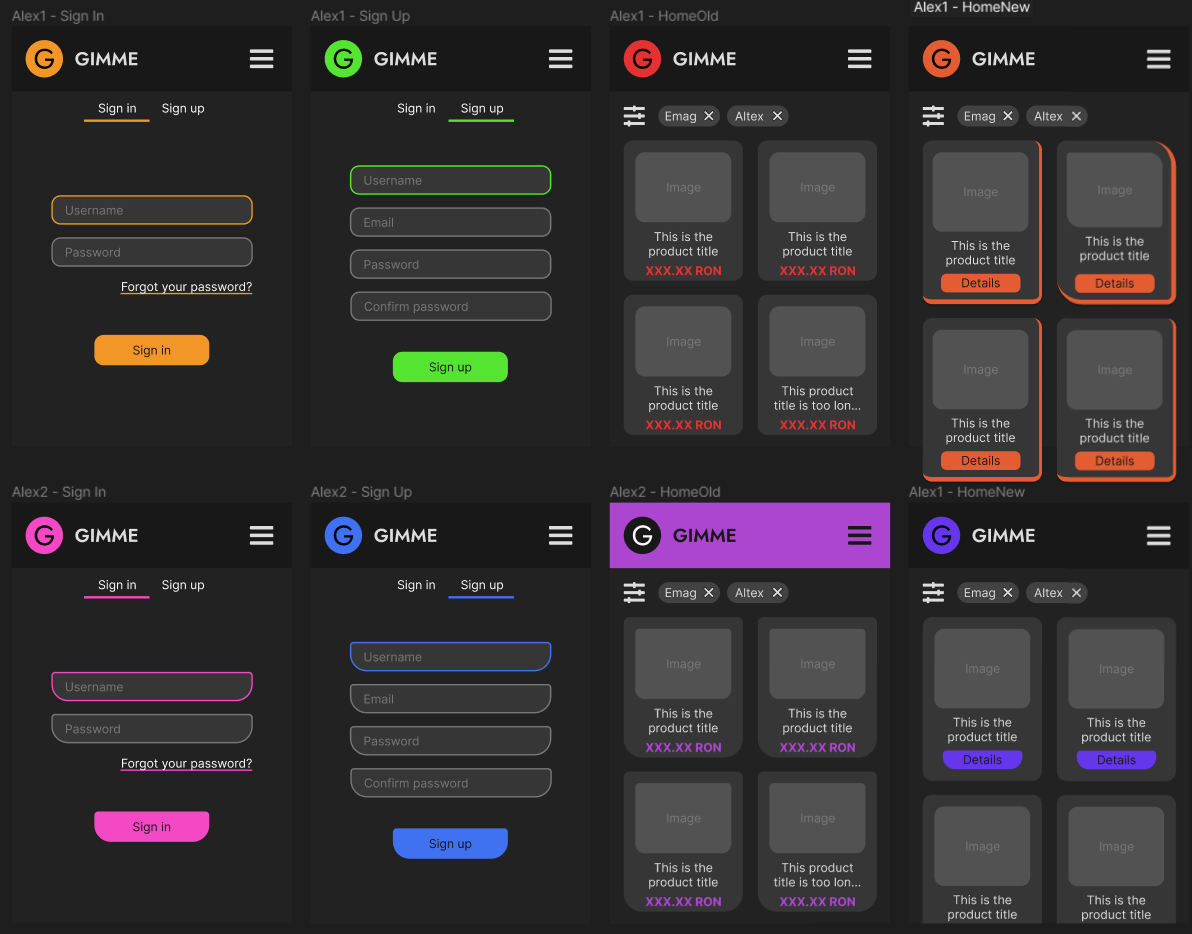 Alex1 - Sign In
G GIMME
Sign in Sign up
Username
Password
Forgot your password?
Sign in
Alex1 - Sign Up
G GIMME
Sign in Sign up
Username
Email
Password
Confirm password
Sign up
Alex1 - HomeOld
G GIMME
Emag Altex
Image Image
This is the This is the
product title product title
XXX.XX RON XXX.XX RON
Image Image
This is the This product
product title title is too lon...
XXX.XX RON XXX.XX RON
Alex1 - HomeNew
G GIMME
Emag Altex
Image Image
This is the This is the
product title product title
Details Details
Image Image
This is the This is the
product title product title
Details Details
Alex2 - Sign In
G GIMME
Sign in Sign up
Username
Password
Forgot your password?
Sign in
Alex2 - Sign Up
G GIMME
Sign in Sign up
Username
Email
Password
Confirm password
Sign up
Alex2 - HomeOld
G GIMME
Emag Altex
Image Image
This is the This is the
product title product title
XXX.XX RON XXX.XX RON
Image Image
This is the This product
product title title is too lon...
XXX.XX RON XXX.XX RON
Alex1 - HomeNew
G GIMME
Emag Altex
Image Image
This is the This is the
product title product title
Details Details
Image Image
This is the This is the
product title product title